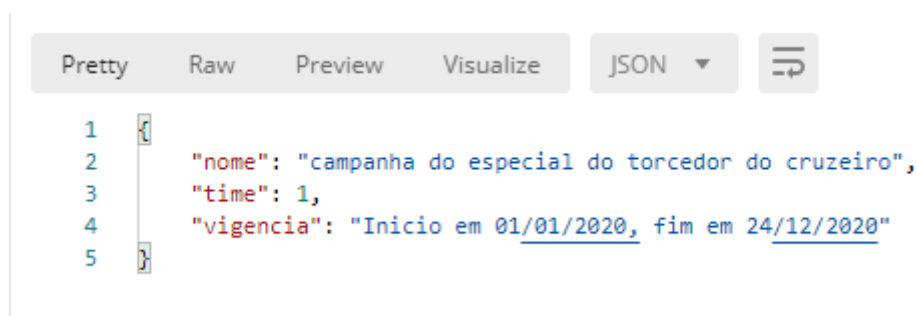 Pretty Raw Preview Visualize JSON
1 {
2 "nome": "campanha do especial do torcedor do cruzeiro",
3 "time": 1,
4 "vigencia": "Inicio em 01/01/2020, fim em 24/12/2020"
5 }